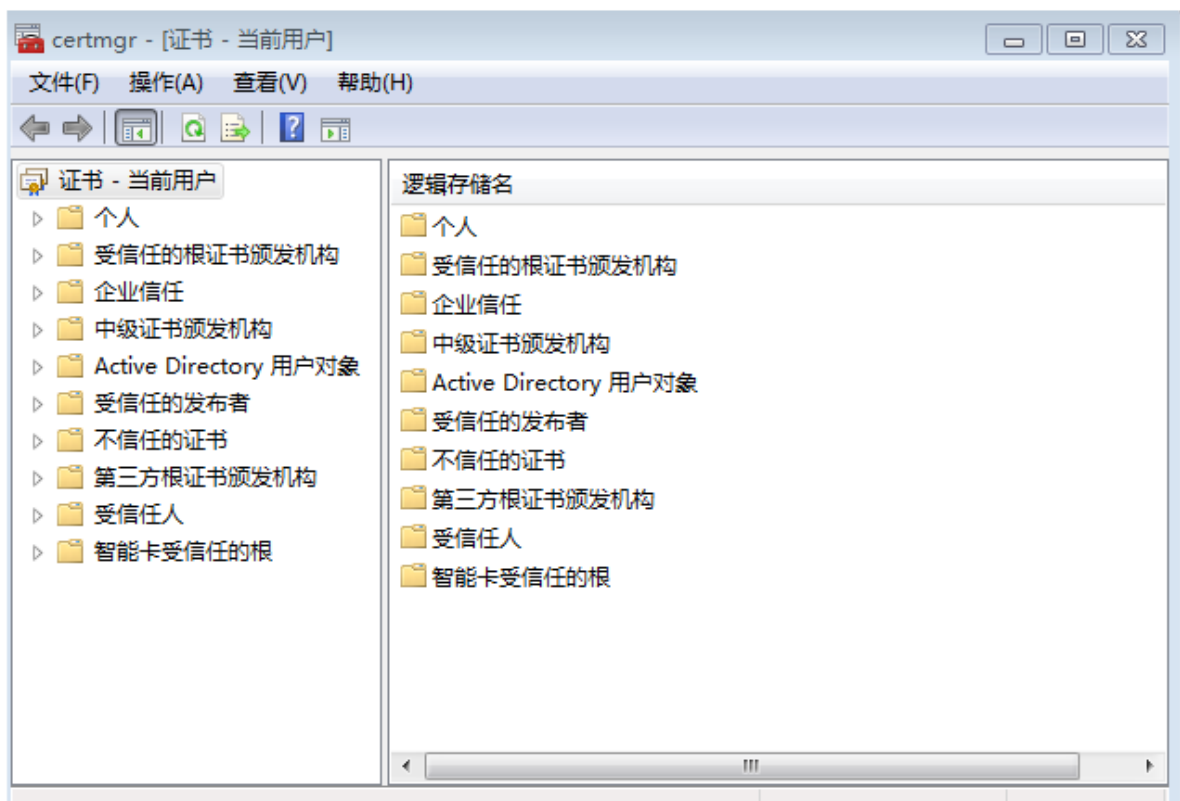 certmgr - [证书 - 当前用户]
文件(F) 操作(A) 查看(V) 帮助(H)
证书 - 当前用户
个人
受信任的根证书颁发机构
企业信任
中级证书颁发机构
Active Directory 用户对象
受信任的发布者
不信任的证书
第三方根证书颁发机构
受信任人
智能卡受信任的根
逻辑存储名
个人
受信任的根证书颁发机构
企业信任
中级证书颁发机构
Active Directory 用户对象
受信任的发布者
不信任的证书
第三方根证书颁发机构
受信任人
智能卡受信任的根